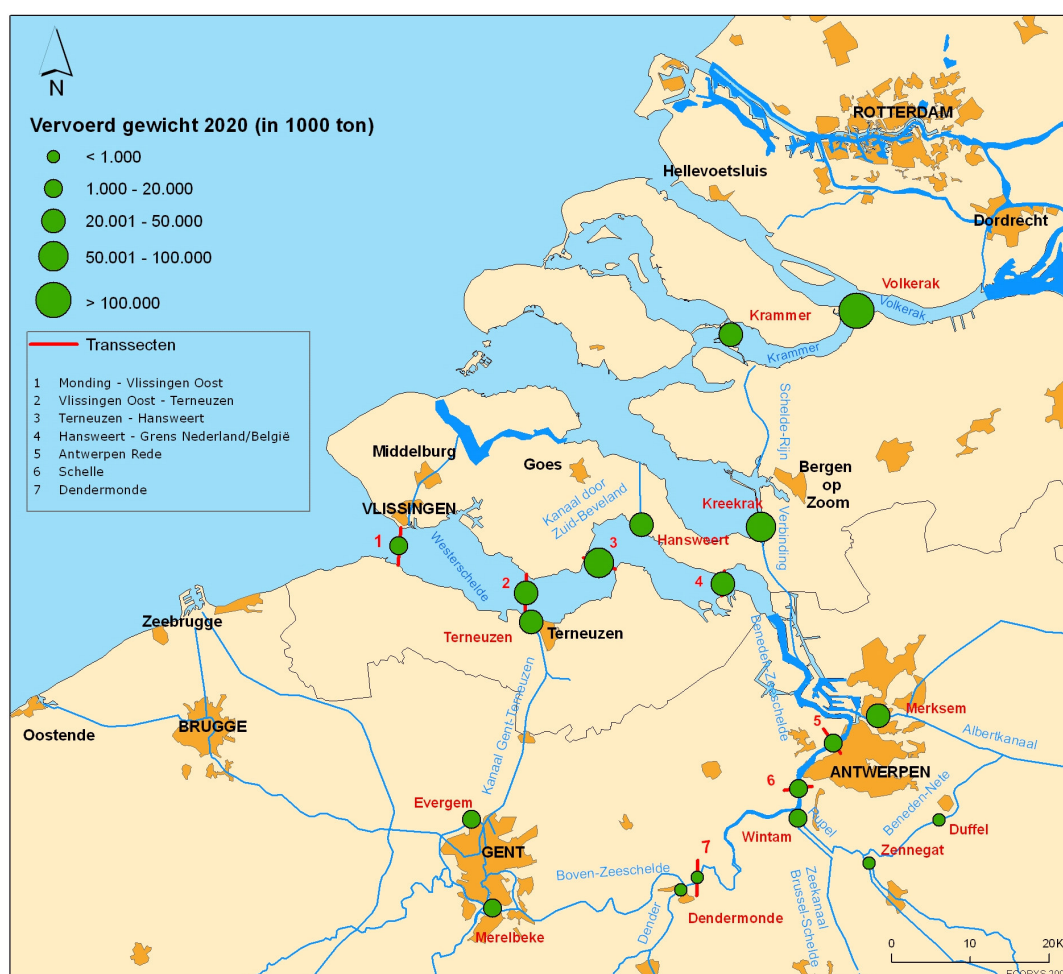 N
Vervoerd gewicht 2020 (in 1000 ton)
< 1.000
1.000 - 20.000
20.001 - 50.000
50.001 - 100.000
> 100.000
Transsecten
1 Monding - Vlissingen Oost
2 Vlissingen Oost - Terneuzen
3 Terneuzen - Hansweert
4 Hansweert - Grens Nederland/België
5 Antwerpen Rede
6 Schelle
7 Dendermonde
ROTTERDAM
Hellevoetsluis
Dordrecht
Volkerak
Volkerak
Krammer
Krammer
Schelde-Rijn
Verbinding
Middelburg
Goes
Bergen
op
Zoom
VLISSINGEN
Kanaal door
Zuid-Beveland
Kreekrak
Hansweert
1
Westerschelde
2
3
4
Zeebrugge
Terneuzen
Terneuzen
Beneden-Zeeschelde
Oostende
BRUGGE
Kanaal Gent-Terneuzen
Merksem
Albertkanaal
5
ANTWERPEN
6
Beneden-Nete
Evergem
Wintam
Rupel
Duffel
GENT
7
Zennegat
Boven-Zeeschelde
Zeekanaal
Brussel-Schelde
Dendermonde
Dender
Merelbeke
0 10 20K